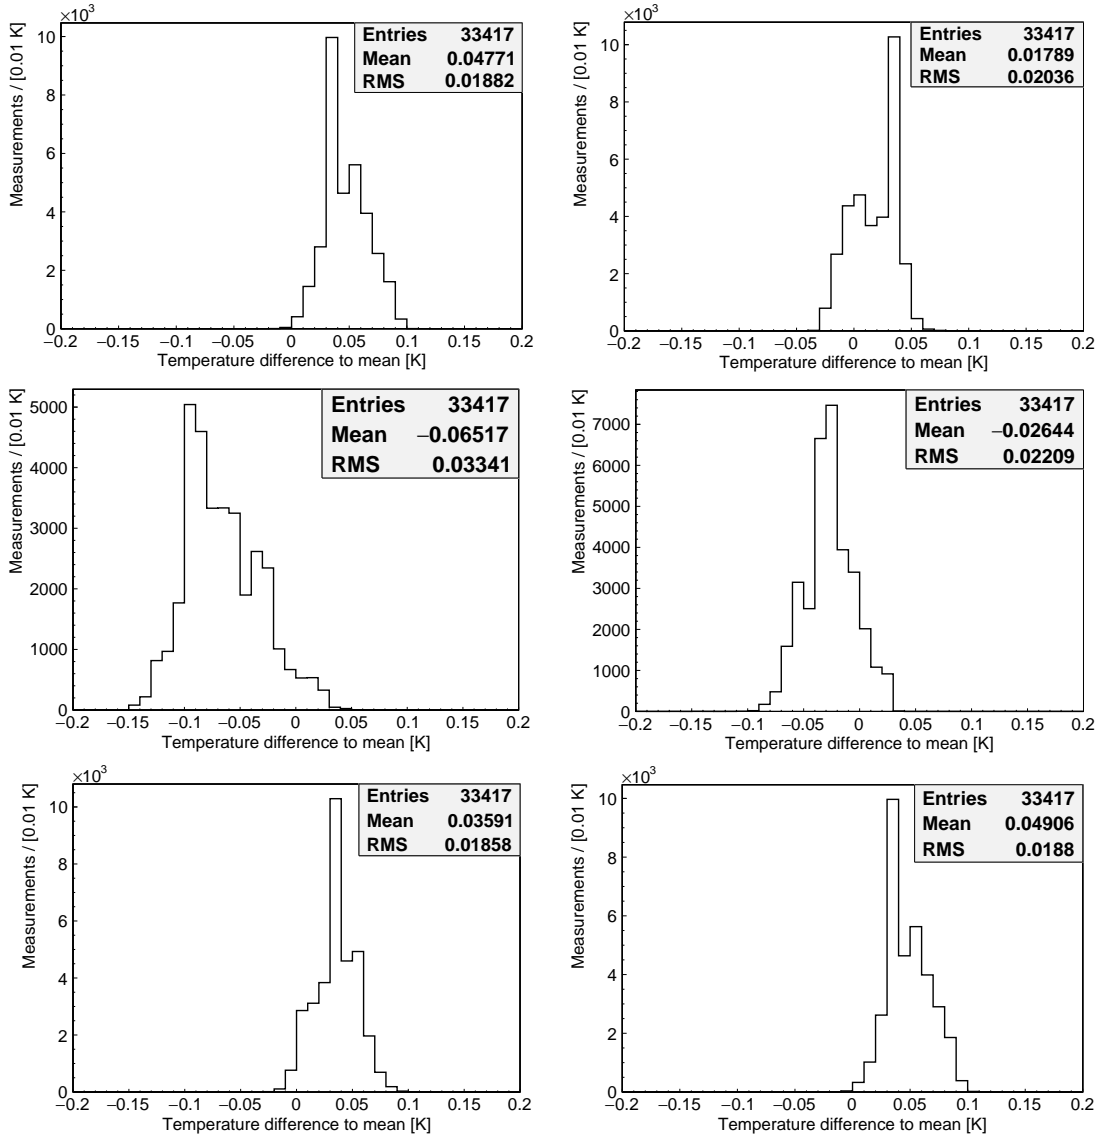 ×10³
Measurements / [0.01 K]
10
8
6
4
2
0
Entries 33417
Mean 0.04771
RMS 0.01882
−0.2 −0.15 −0.1 −0.05 0 0.05 0.1 0.15 0.2
Temperature difference to mean [K]
×10³
Measurements / [0.01 K]
10
8
6
4
2
0
Entries 33417
Mean 0.01789
RMS 0.02036
−0.2 −0.15 −0.1 −0.05 0 0.05 0.1 0.15 0.2
Temperature difference to mean [K]
Measurements / [0.01 K]
5000
4000
3000
2000
1000
0
Entries 33417
Mean −0.06517
RMS 0.03341
−0.2 −0.15 −0.1 −0.05 0 0.05 0.1 0.15 0.2
Temperature difference to mean [K]
Measurements / [0.01 K]
7000
6000
5000
4000
3000
2000
1000
0
Entries 33417
Mean −0.02644
RMS 0.02209
−0.2 −0.15 −0.1 −0.05 0 0.05 0.1 0.15 0.2
Temperature difference to mean [K]
×10³
Measurements / [0.01 K]
10
8
6
4
2
0
Entries 33417
Mean 0.03591
RMS 0.01858
−0.2 −0.15 −0.1 −0.05 0 0.05 0.1 0.15 0.2
Temperature difference to mean [K]
×10³
Measurements / [0.01 K]
10
8
6
4
2
0
Entries 33417
Mean 0.04906
RMS 0.0188
−0.2 −0.15 −0.1 −0.05 0 0.05 0.1 0.15 0.2
Temperature difference to mean [K]